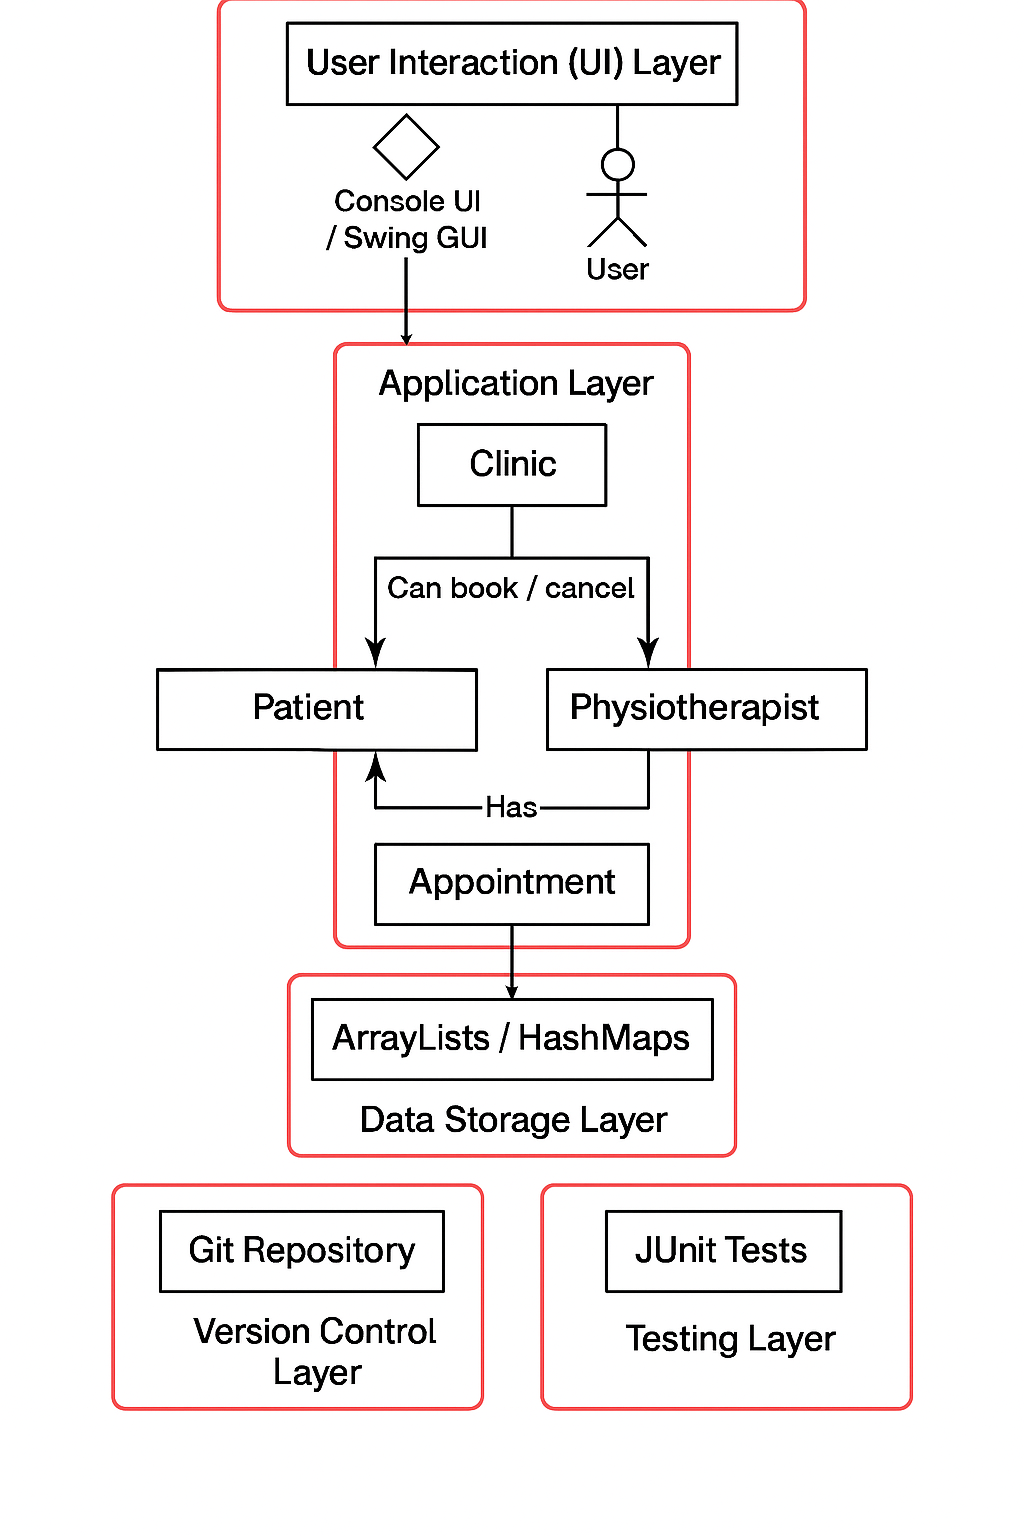 User Interaction (UI) Layer
Console UI
/ Swing GUI
User
Application Layer
Clinic
Can book / cancel
Patient
Physiotherapist
Has
Appointment
ArrayLists / HashMaps
Data Storage Layer
Git Repository
Version Control
Layer
JUnit Tests
Testing Layer